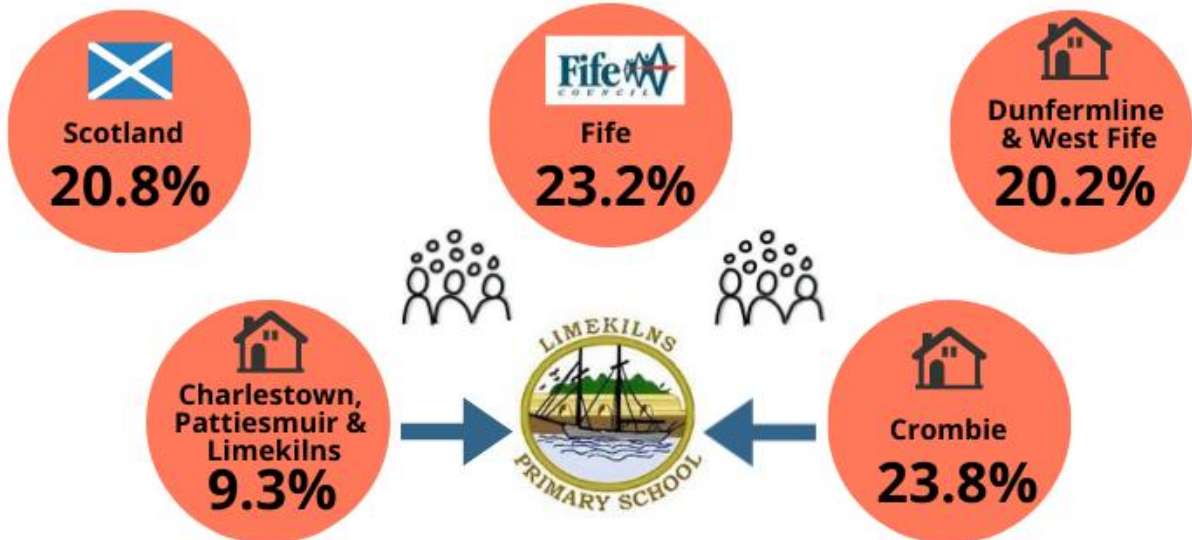 Scotland
20.8%
Fife
COUNCIL
Fife
23.2%
Dunfermline
& West Fife
20.2%
Charlestown,
Pattiesmuir &
Limekilns
9.3%
LIMEKILNS
PRIMARY SCHOOL
Crombie
23.8%